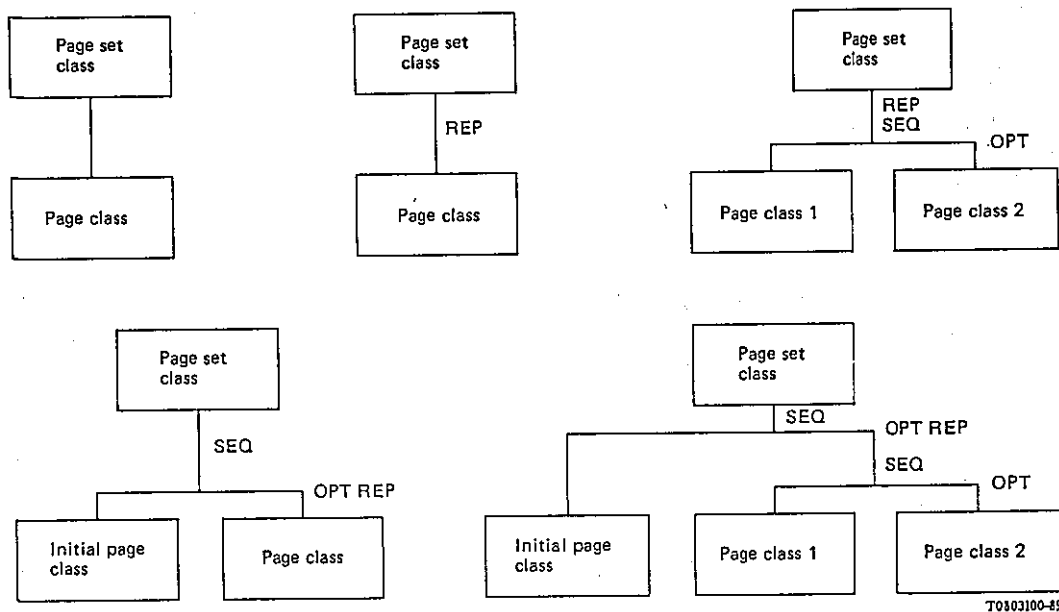 Page set
class
Page class
Page set
class
REP
Page class
Page set
class
REP
SEQ
OPT
Page class 1
Page class 2
Page set
class
SEQ
OPT REP
Initial page
class
Page class
Page set
class
SEQ
OPT REP
SEQ
OPT
Initial page
class
Page class 1
Page class 2